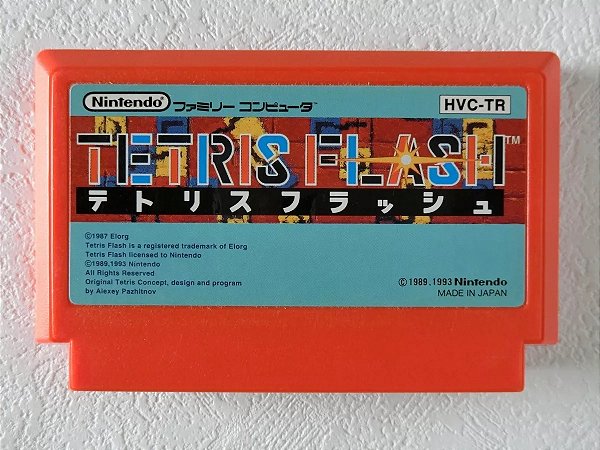 Nintendo ファミリー コンピュータ™ HVC-TR
TETRIS FLASH™
テトリスフラッシュ
©1987 Elorg
Tetris Flash is a registered trademark of Elorg
Tetris Flash licensed to Nintendo
©1989,1993 Nintendo
All Rights Reserved
Original Tetris Concept, design and program
by Alexey Pazhitnov
©1989,1993 Nintendo
MADE IN JAPAN